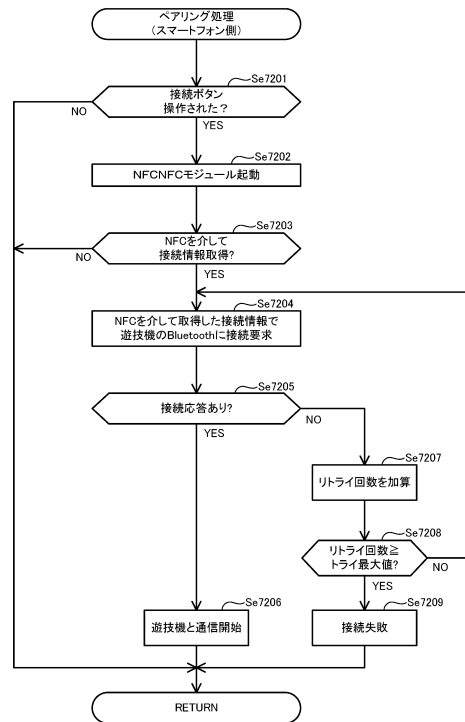 ペアリング処理
（スマートフォン側）
Se7201
接続ボタン
操作された？
NO
YES
Se7202
NFCNFCモジュール起動
Se7203
NFCを介して
接続情報取得?
NO
YES
Se7204
NFCを介して取得した接続情報で
遊技機のBluetoothに接続要求
Se7205
接続応答あり?
NO
YES
Se7207
リトライ回数を加算
Se7208
リトライ回数≧
トライ最大値?
NO
YES
Se7206
遊技機と通信開始
Se7209
接続失敗
RETURN